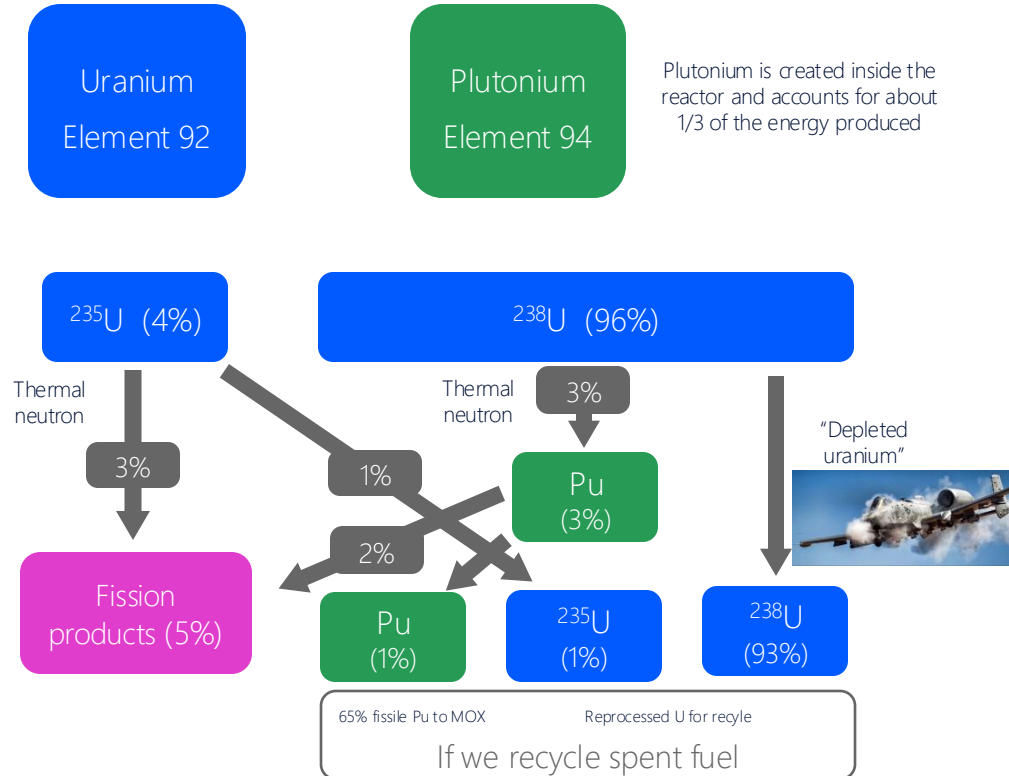 Uranium
Element 92
Plutonium
Element 94
Plutonium is created inside the
reactor and accounts for about
1/3 of the energy produced
²³⁵U (4%)
²³⁸U (96%)
Thermal
neutron
3%
Thermal
neutron
3%
"Depleted
uranium"
1%
Pu
(3%)
2%
Fission
products (5%)
Pu
(1%)
²³⁵U
(1%)
²³⁸U
(93%)
65% fissile Pu to MOX
Reprocessed U for recyle
If we recycle spent fuel